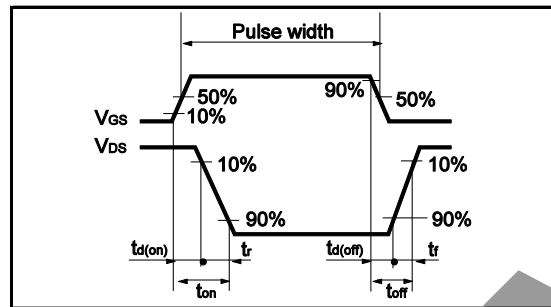 Pulse width
90%
50%
50%
10%
VGS
VDS
10%
10%
90%
90%
td(on)
tr
td(off)
tf
ton
toff